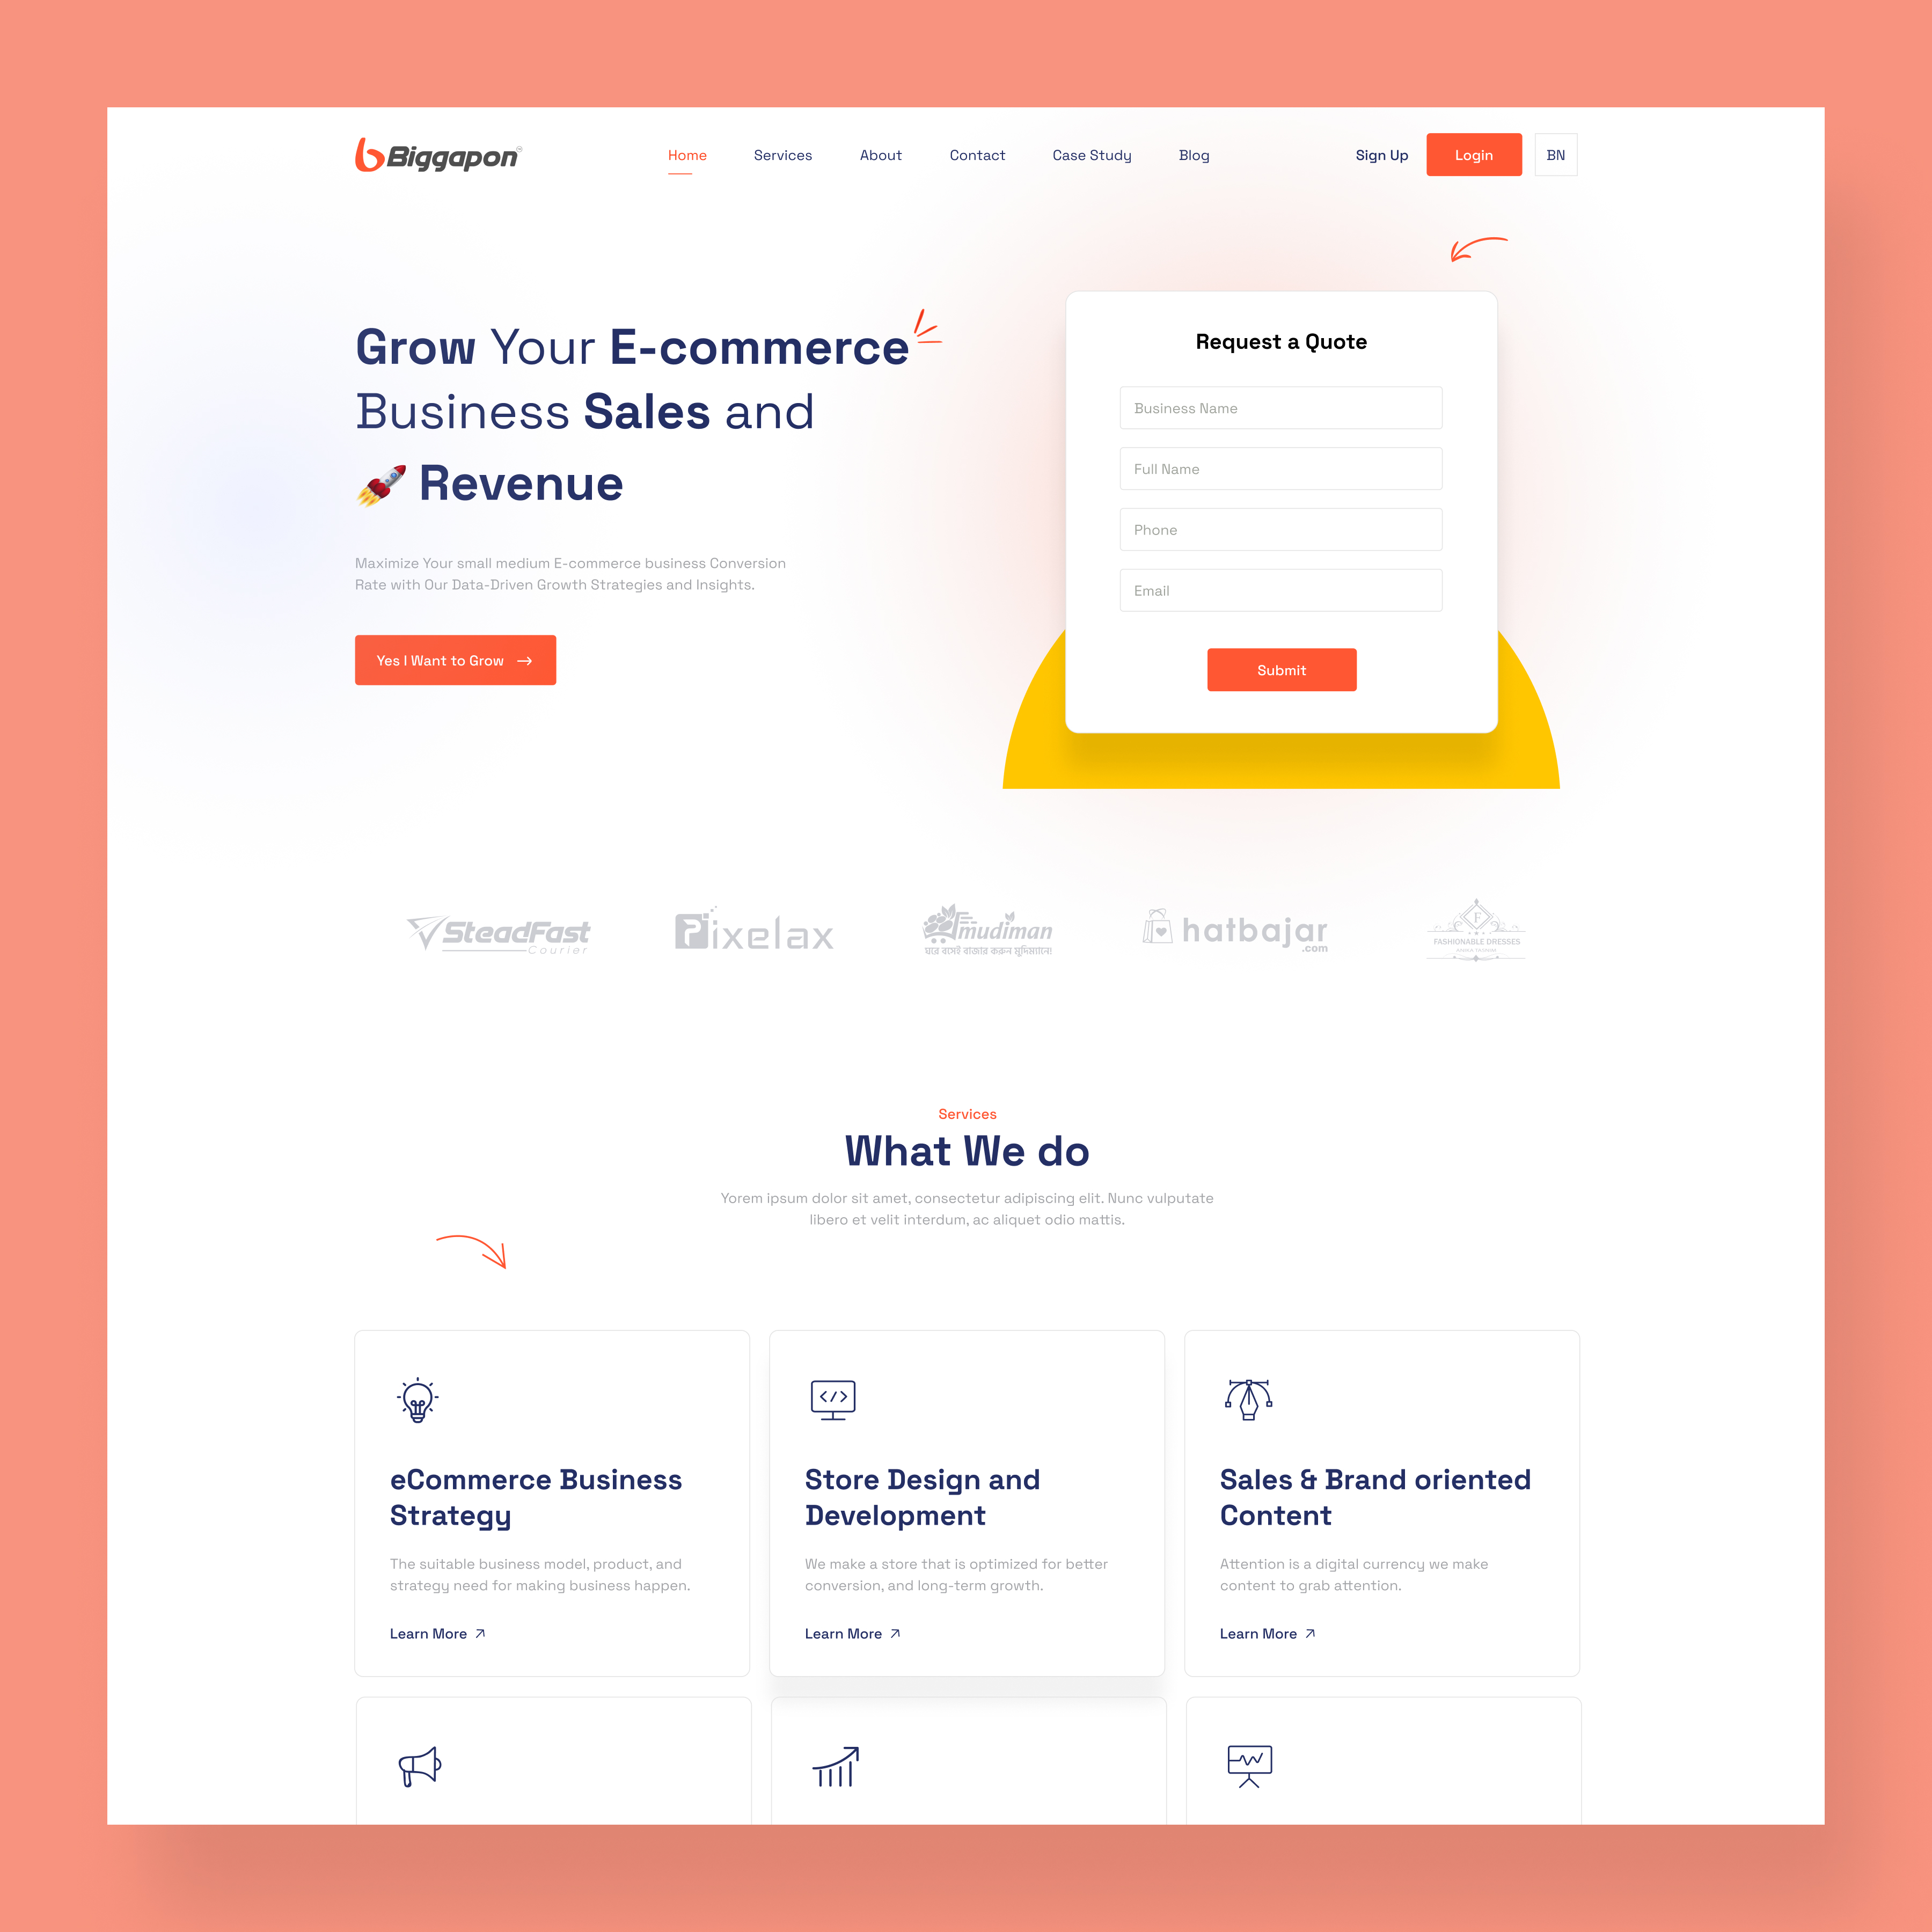 Biggapon
Home Services About Contact Case Study Blog Sign Up Login BN
Grow Your E-commerce
Business Sales and
🚀 Revenue
Maximize Your small medium E-commerce business Conversion
Rate with Our Data-Driven Growth Strategies and Insights.
Yes I Want to Grow →
Request a Quote
Business Name
Full Name
Phone
Email
Submit
SteadFast
Courier
Pixelax
mudiman
ঘরে বসেই বাজার করুন মুদিম্যানে!
hatbajar
.com
F
FASHIONABLE DRESSES
Services
What We do
Yorem ipsum dolor sit amet, consectetur adipiscing elit. Nunc vulputate
libero et velit interdum, ac aliquet odio mattis.
eCommerce Business
Strategy
The suitable business model, product, and
strategy need for making business happen.
Learn More ↗
Store Design and
Development
We make a store that is optimized for better
conversion, and long-term growth.
Learn More ↗
Sales & Brand oriented
Content
Attention is a digital currency we make
content to grab attention.
Learn More ↗